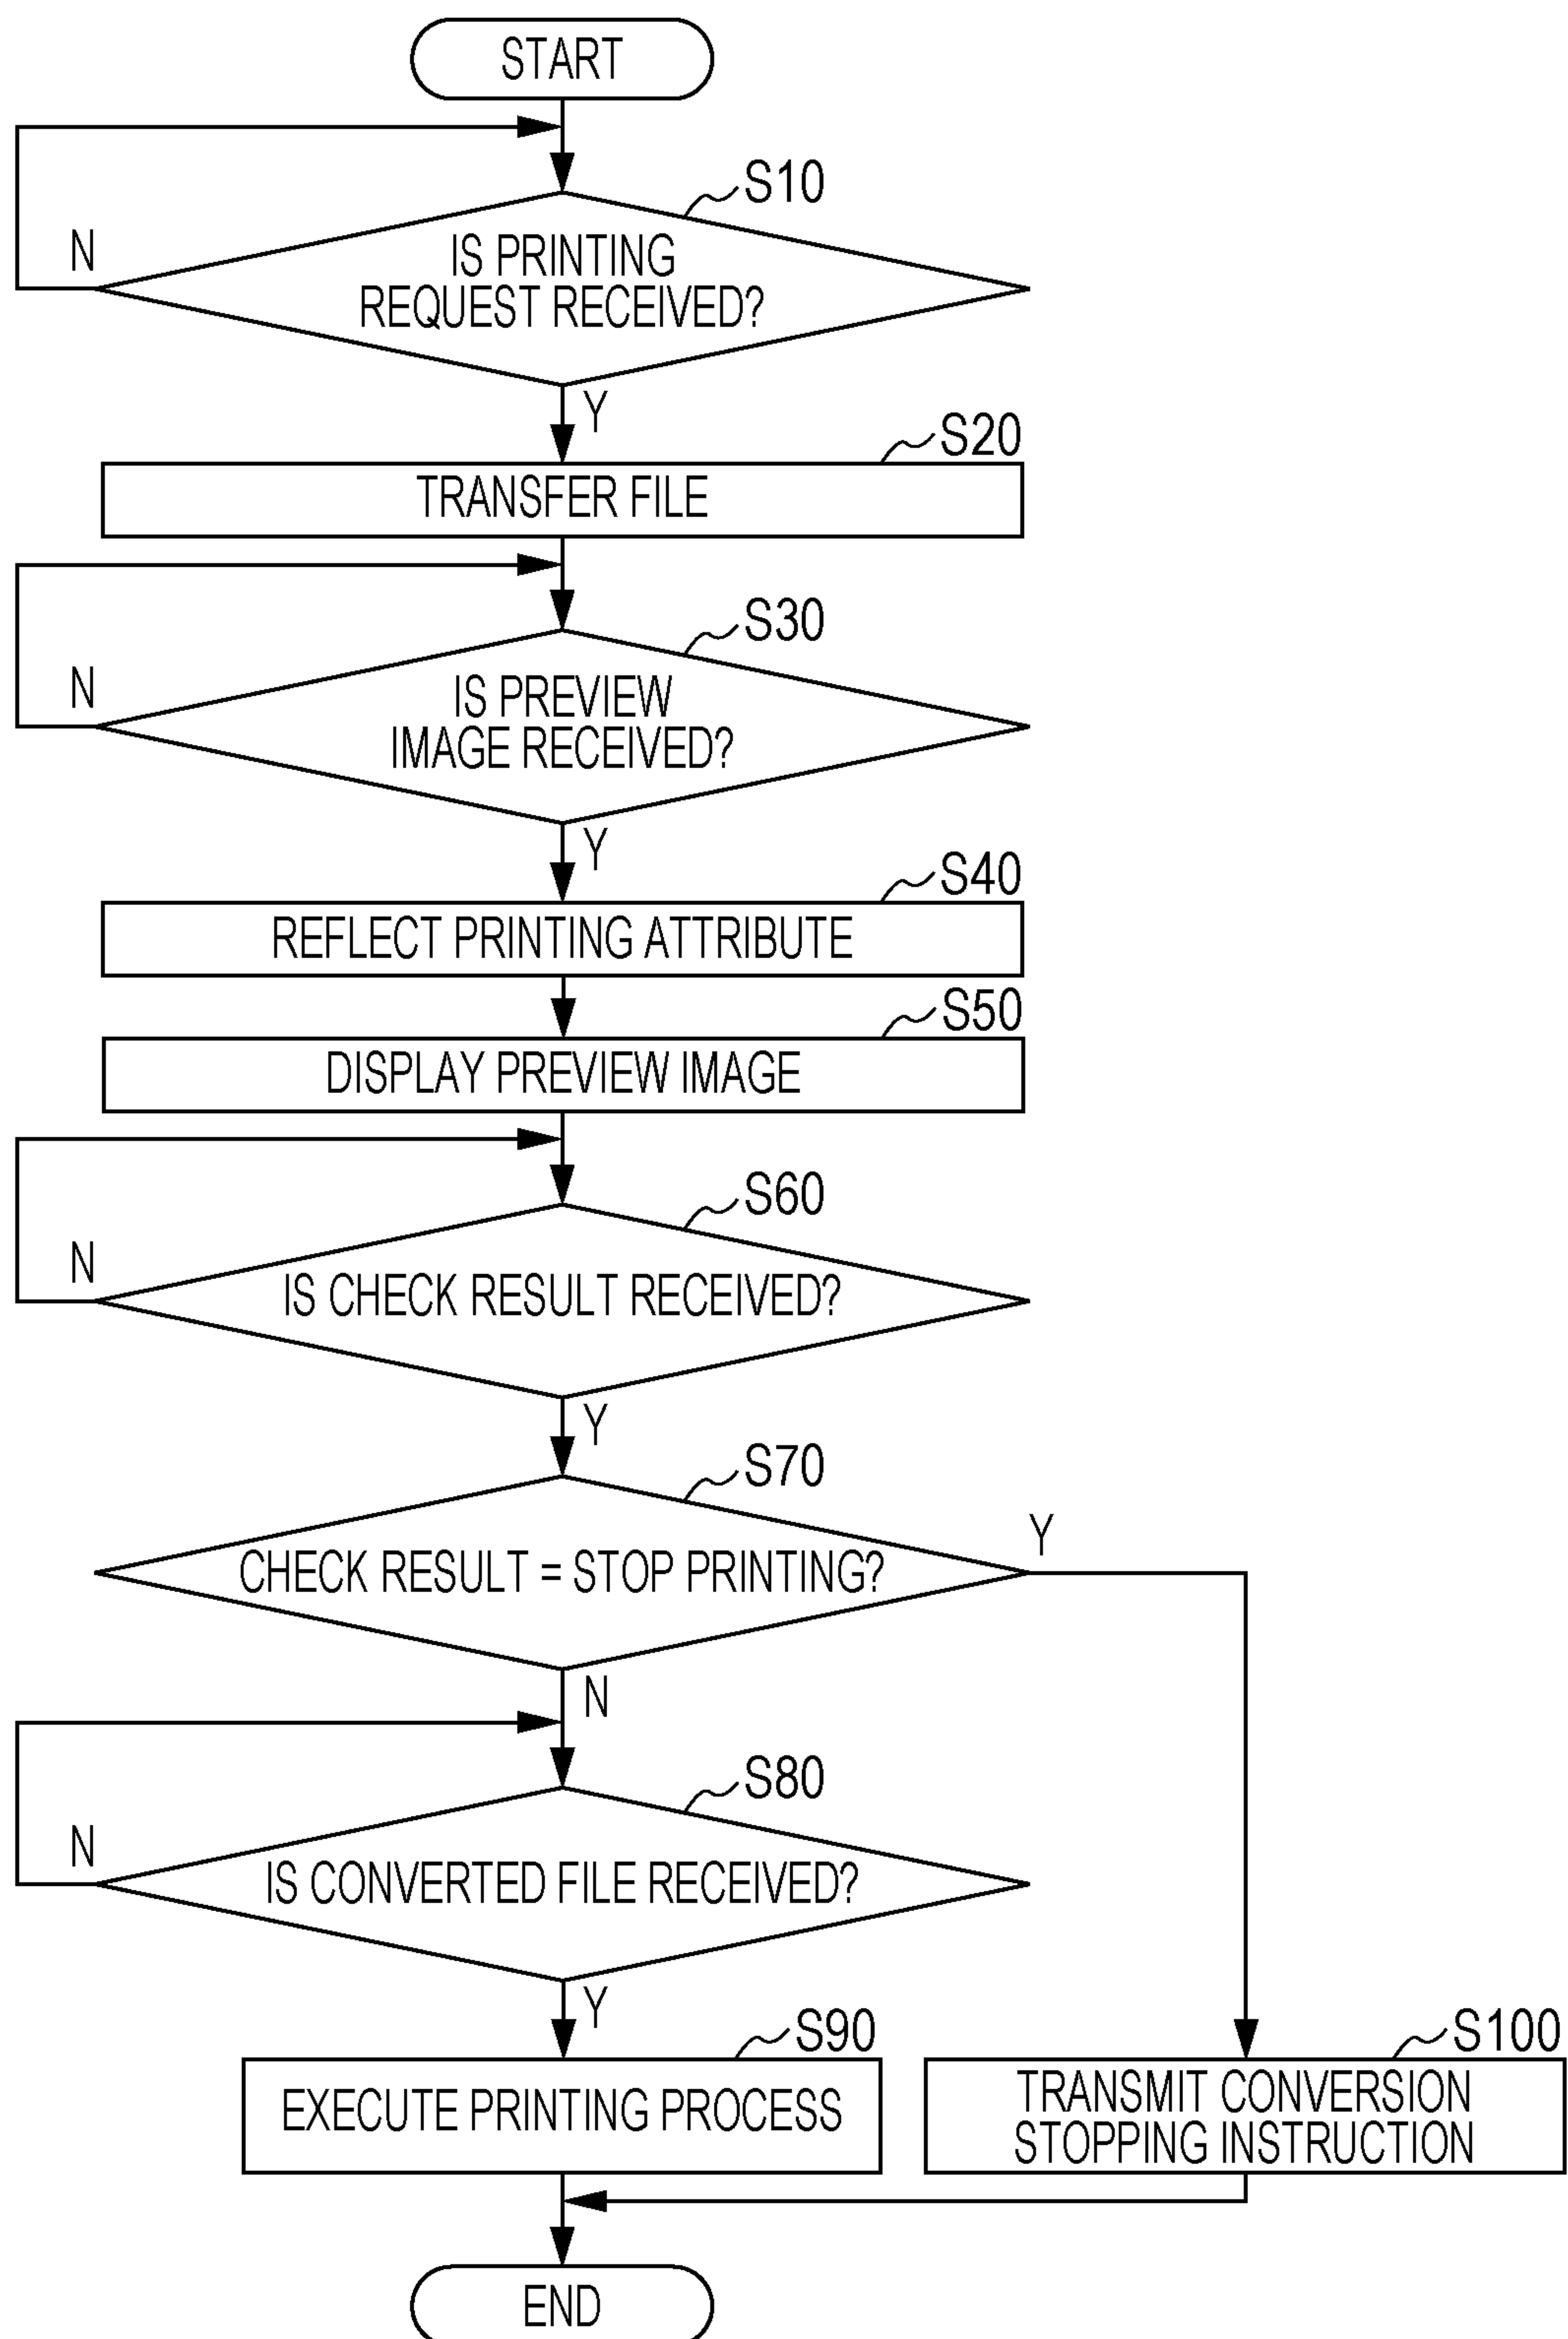 START
S10
IS PRINTING
REQUEST RECEIVED?
N
Y
S20
TRANSFER FILE
S30
IS PREVIEW
IMAGE RECEIVED?
N
Y
S40
REFLECT PRINTING ATTRIBUTE
S50
DISPLAY PREVIEW IMAGE
S60
IS CHECK RESULT RECEIVED?
N
Y
S70
CHECK RESULT = STOP PRINTING?
Y
N
S80
IS CONVERTED FILE RECEIVED?
N
Y
S90
EXECUTE PRINTING PROCESS
S100
TRANSMIT CONVERSION
STOPPING INSTRUCTION
END